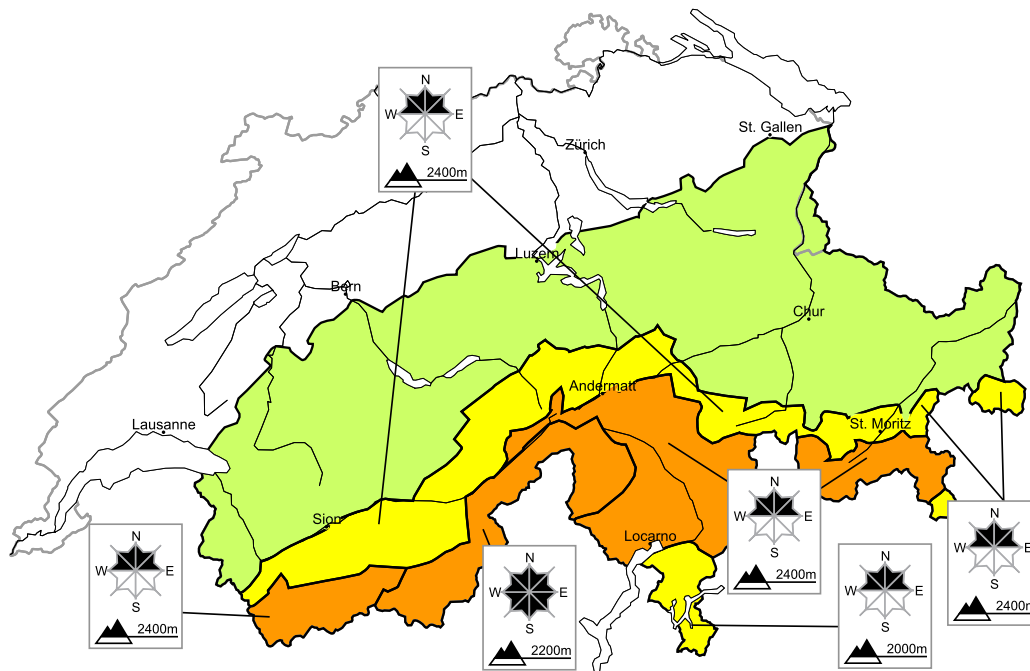 N
W E
S
2400m
St. Gallen
Zürich
Luzern
Bern
Chur
Andermatt
Lausanne
St. Moritz
Sion
Locarno
N
W E
S
2400m
N
W E
S
2200m
N
W E
S
2400m
N
W E
S
2000m
N
W E
S
2400m